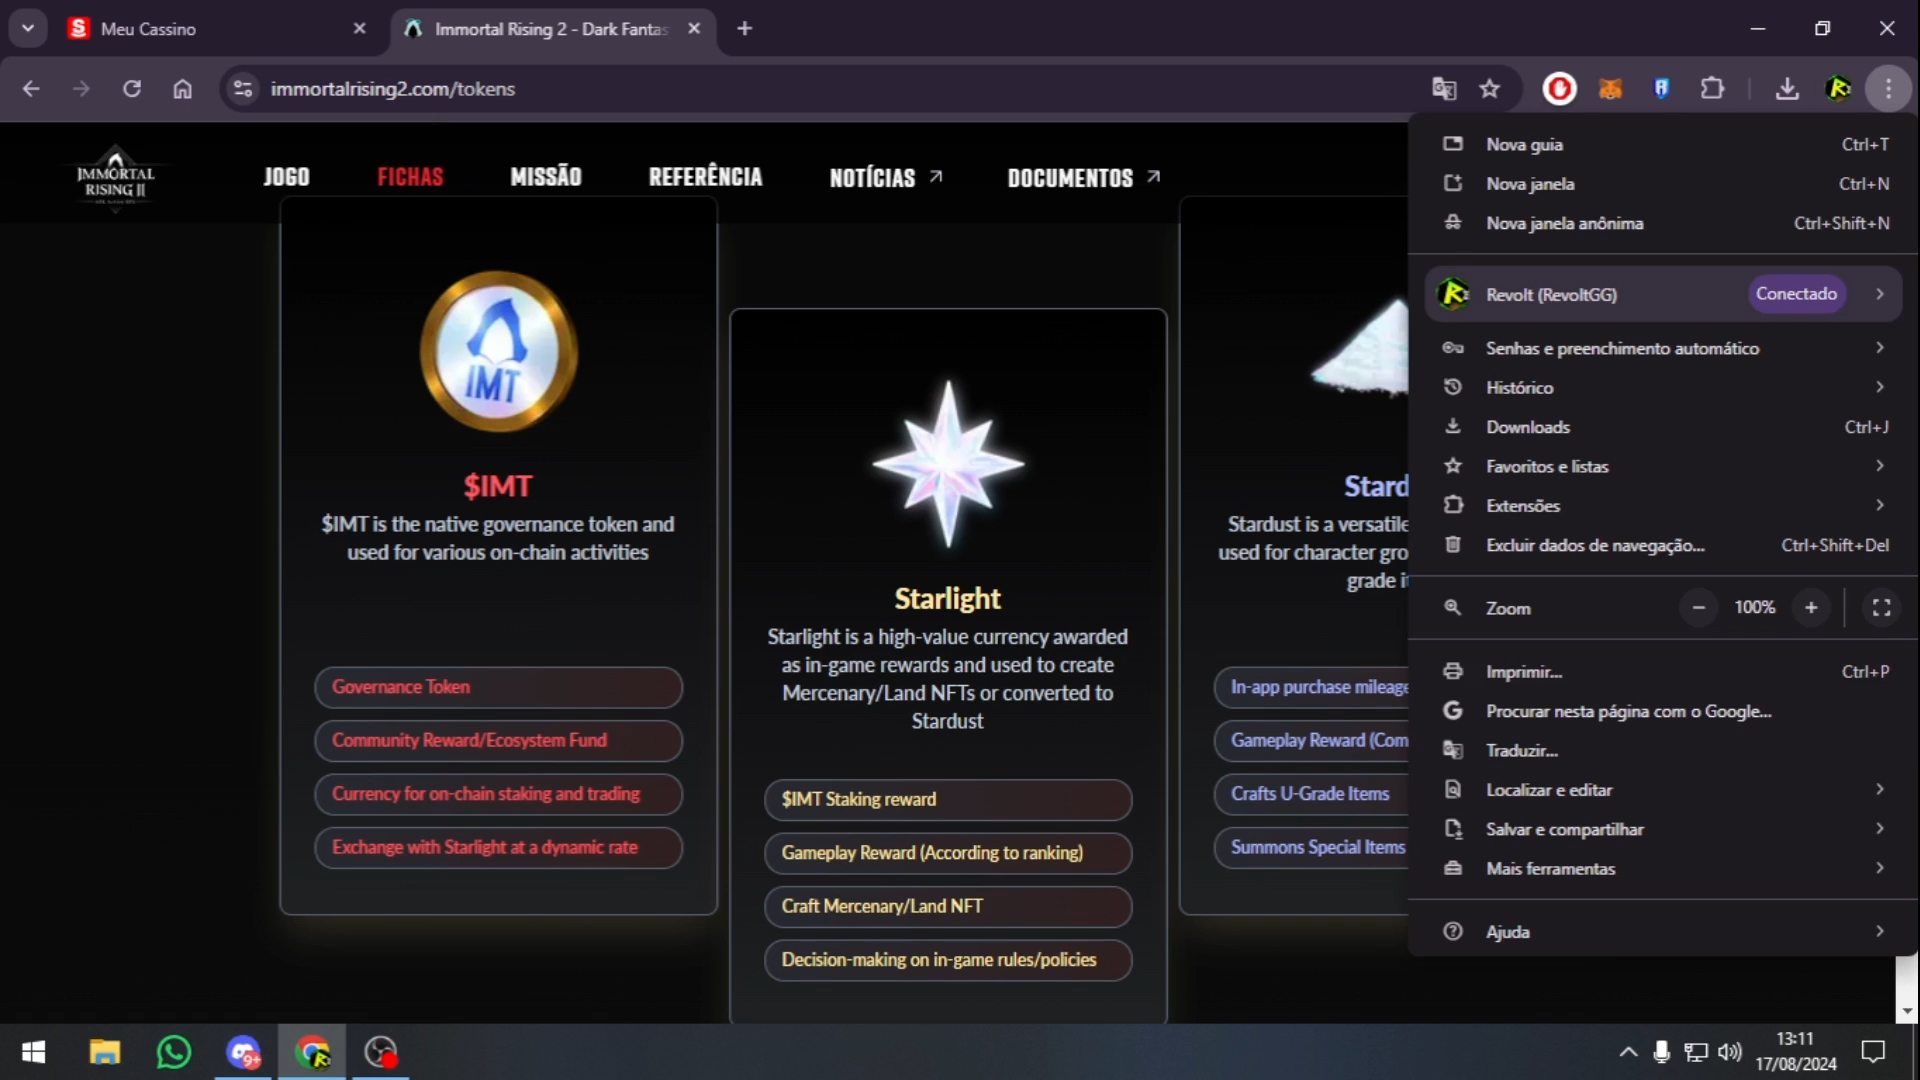 Meu Cassino
Immortal Rising 2 - Dark Fantas
immortalrising2.com/tokens
IMMORTAL
RISING II
JOGO
FICHAS
MISSÃO
REFERÊNCIA
NOTÍCIAS
DOCUMENTOS
IMT
$IMT
$IMT is the native governance token and
used for various on-chain activities
Governance Token
Community Reward/Ecosystem Fund
Currency for on-chain staking and trading
Exchange with Starlight at a dynamic rate
Starlight
Starlight is a high-value currency awarded
as in-game rewards and used to create
Mercenary/Land NFTs or converted to
Stardust
$IMT Staking reward
Gameplay Reward (According to ranking)
Craft Mercenary/Land NFT
Decision-making on in-game rules/policies
Stard
Stardust is a versatile
used for character gro
grade it
In-app purchase mileage
Gameplay Reward (Com
Crafts U-Grade Items
Summons Special Items
Nova guia Ctrl+T
Nova janela Ctrl+N
Nova janela anônima Ctrl+Shift+N
Revolt (RevoltGG) Conectado
Senhas e preenchimento automático
Histórico
Downloads Ctrl+J
Favoritos e listas
Extensões
Excluir dados de navegação... Ctrl+Shift+Del
Zoom 100%
Imprimir... Ctrl+P
Procurar nesta página com o Google...
Traduzir...
Localizar e editar
Salvar e compartilhar
Mais ferramentas
Ajuda
9+
13:11
17/08/2024